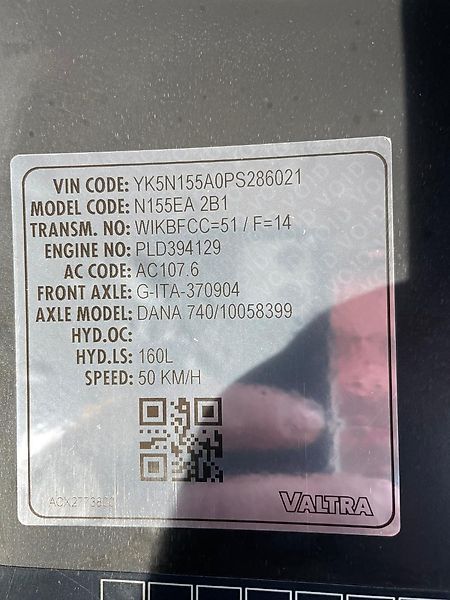 VIN CODE: YK5N155A0PS286021
MODEL CODE: N155EA 2B1
TRANSM. NO: WIKBFCC=51 / F=14
ENGINE NO: PLD394129
AC CODE: AC107.6
FRONT AXLE: G-ITA-370904
AXLE MODEL: DANA 740/10058399
HYD.OC:
HYD.LS: 160L
SPEED: 50 KM/H
VALTRA